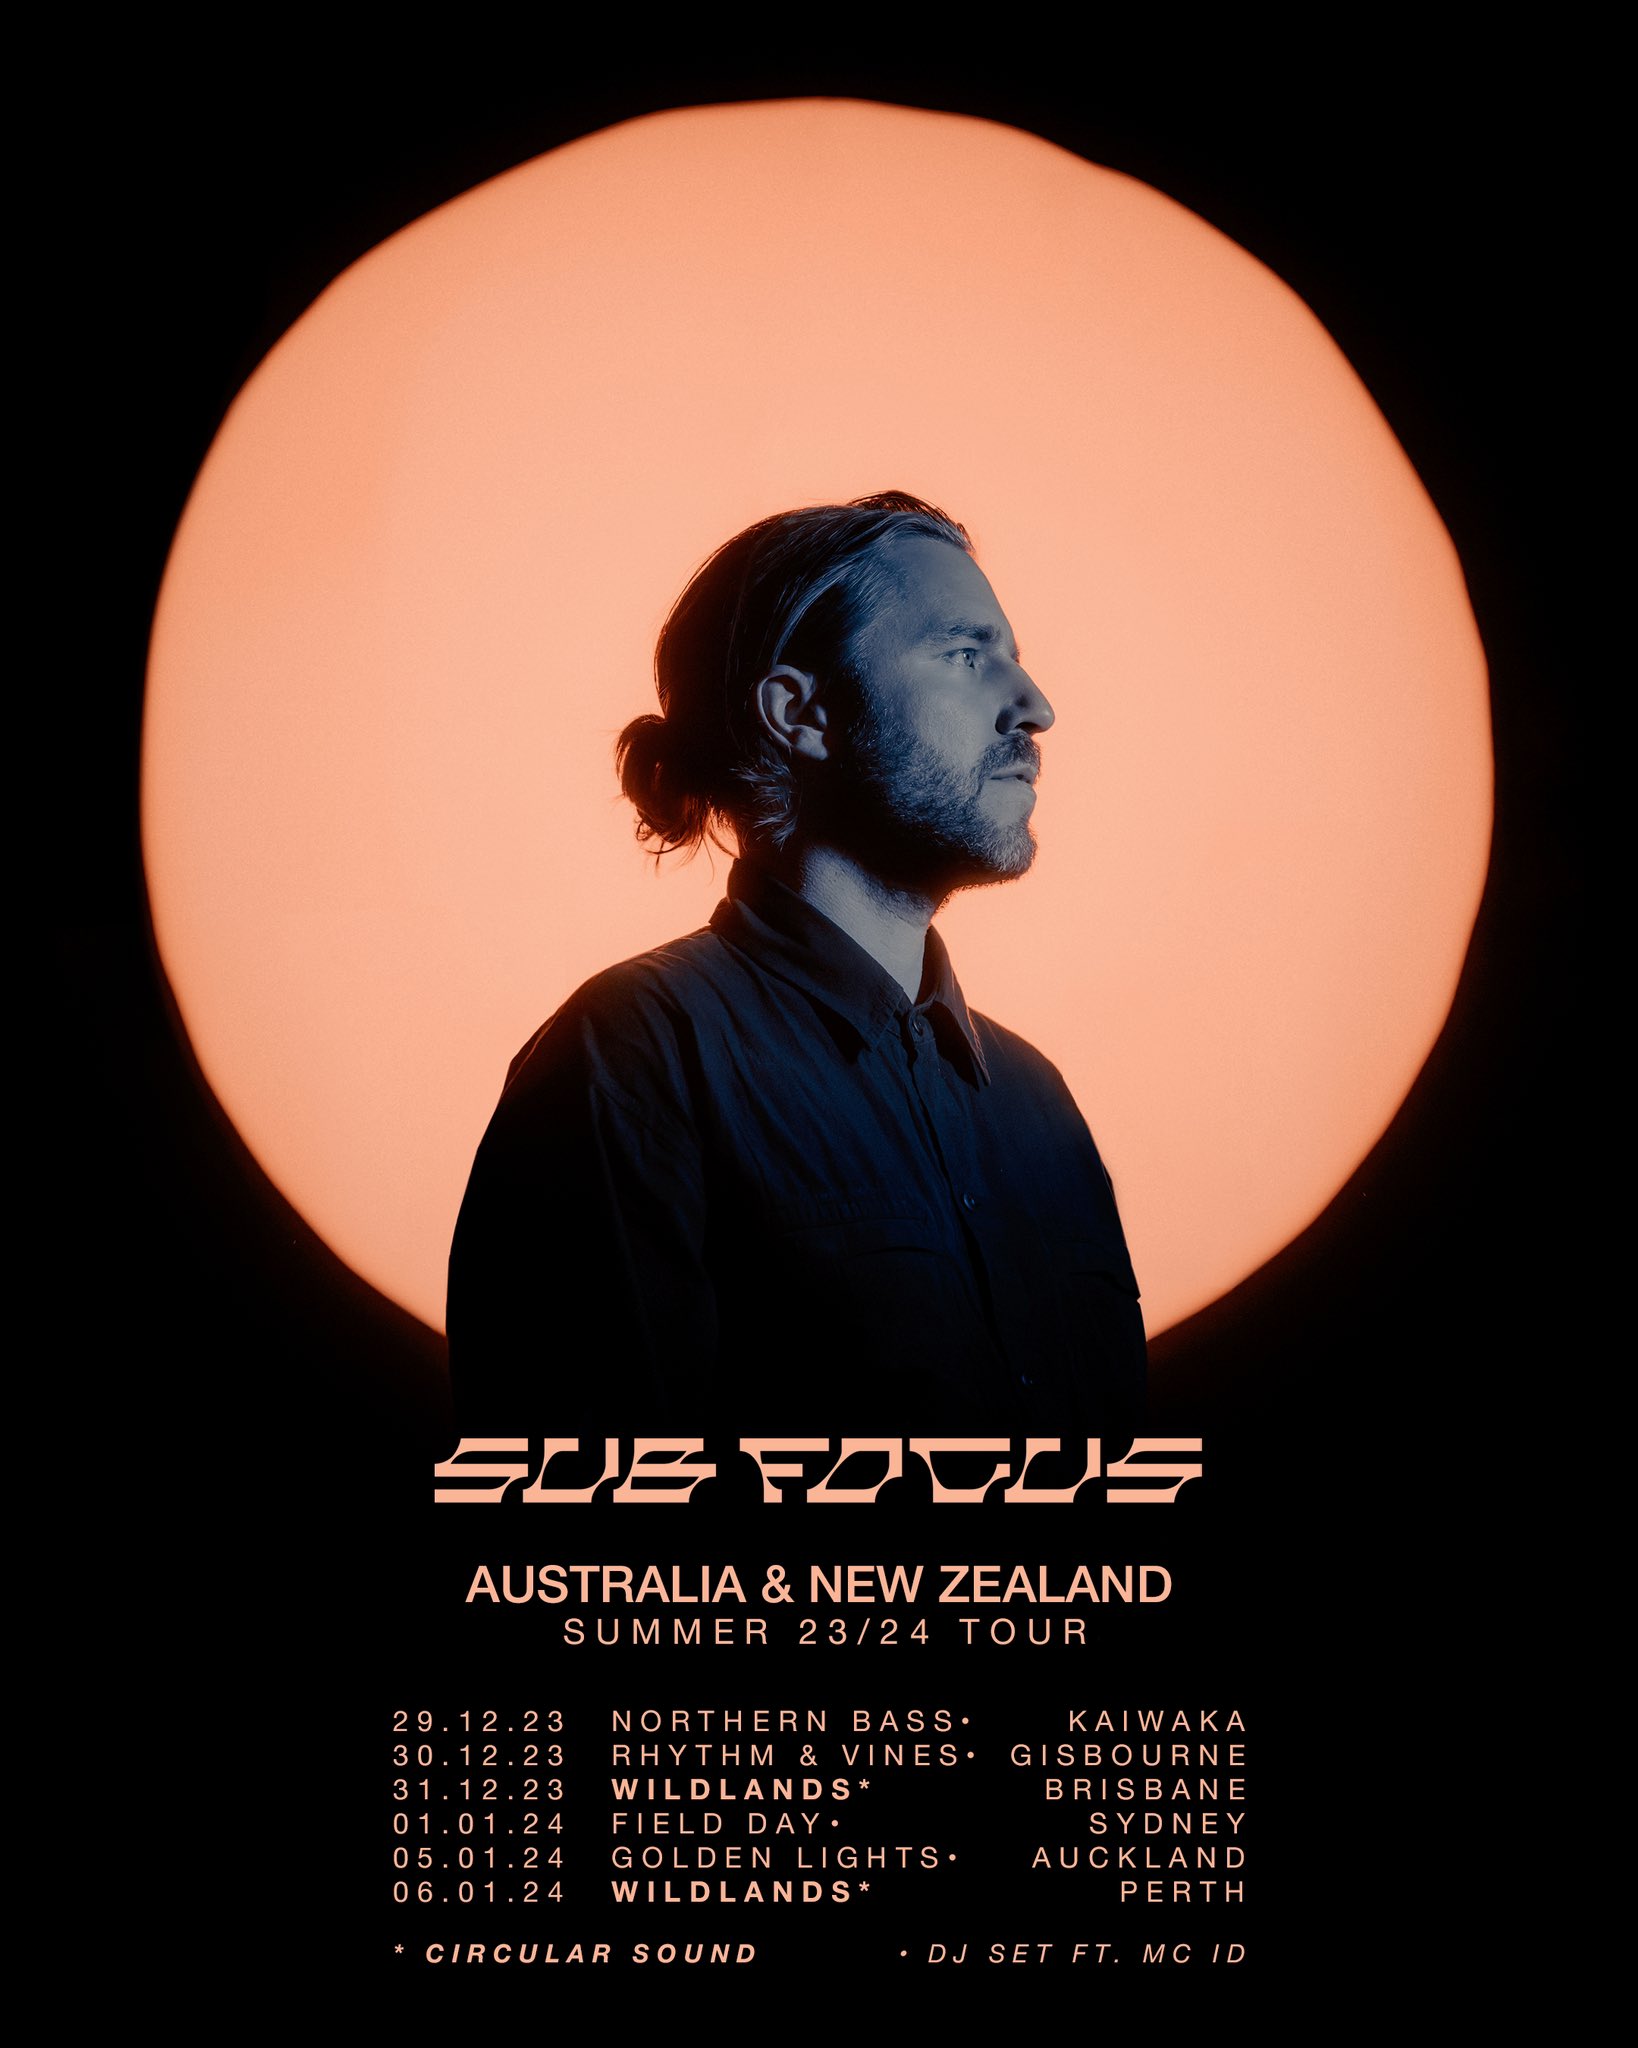 SUB FOCUS
AUSTRALIA & NEW ZEALAND
SUMMER 23/24 TOUR
29.12.23 NORTHERN BASS• KAIWAKA
30.12.23 RHYTHM & VINES• GISBOURNE
31.12.23 WILDLANDS* BRISBANE
01.01.24 FIELD DAY• SYDNEY
05.01.24 GOLDEN LIGHTS• AUCKLAND
06.01.24 WILDLANDS* PERTH
* CIRCULAR SOUND • DJ SET FT. MC ID